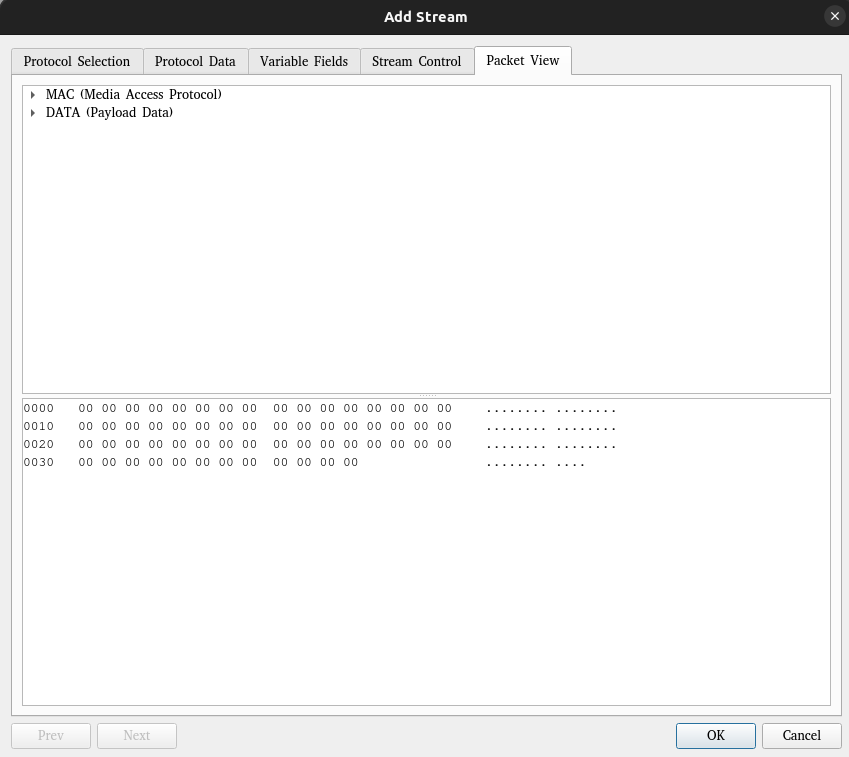 Add Stream
Protocol Selection Protocol Data Variable Fields Stream Control Packet View
MAC (Media Access Protocol)
DATA (Payload Data)
0000 00 00 00 00 00 00 00 00 00 00 00 00 00 00 00 00 ........ ........
0010 00 00 00 00 00 00 00 00 00 00 00 00 00 00 00 00 ........ ........
0020 00 00 00 00 00 00 00 00 00 00 00 00 00 00 00 00 ........ ........
0030 00 00 00 00 00 00 00 00 00 00 00 00 ........ ....
Prev Next OK Cancel